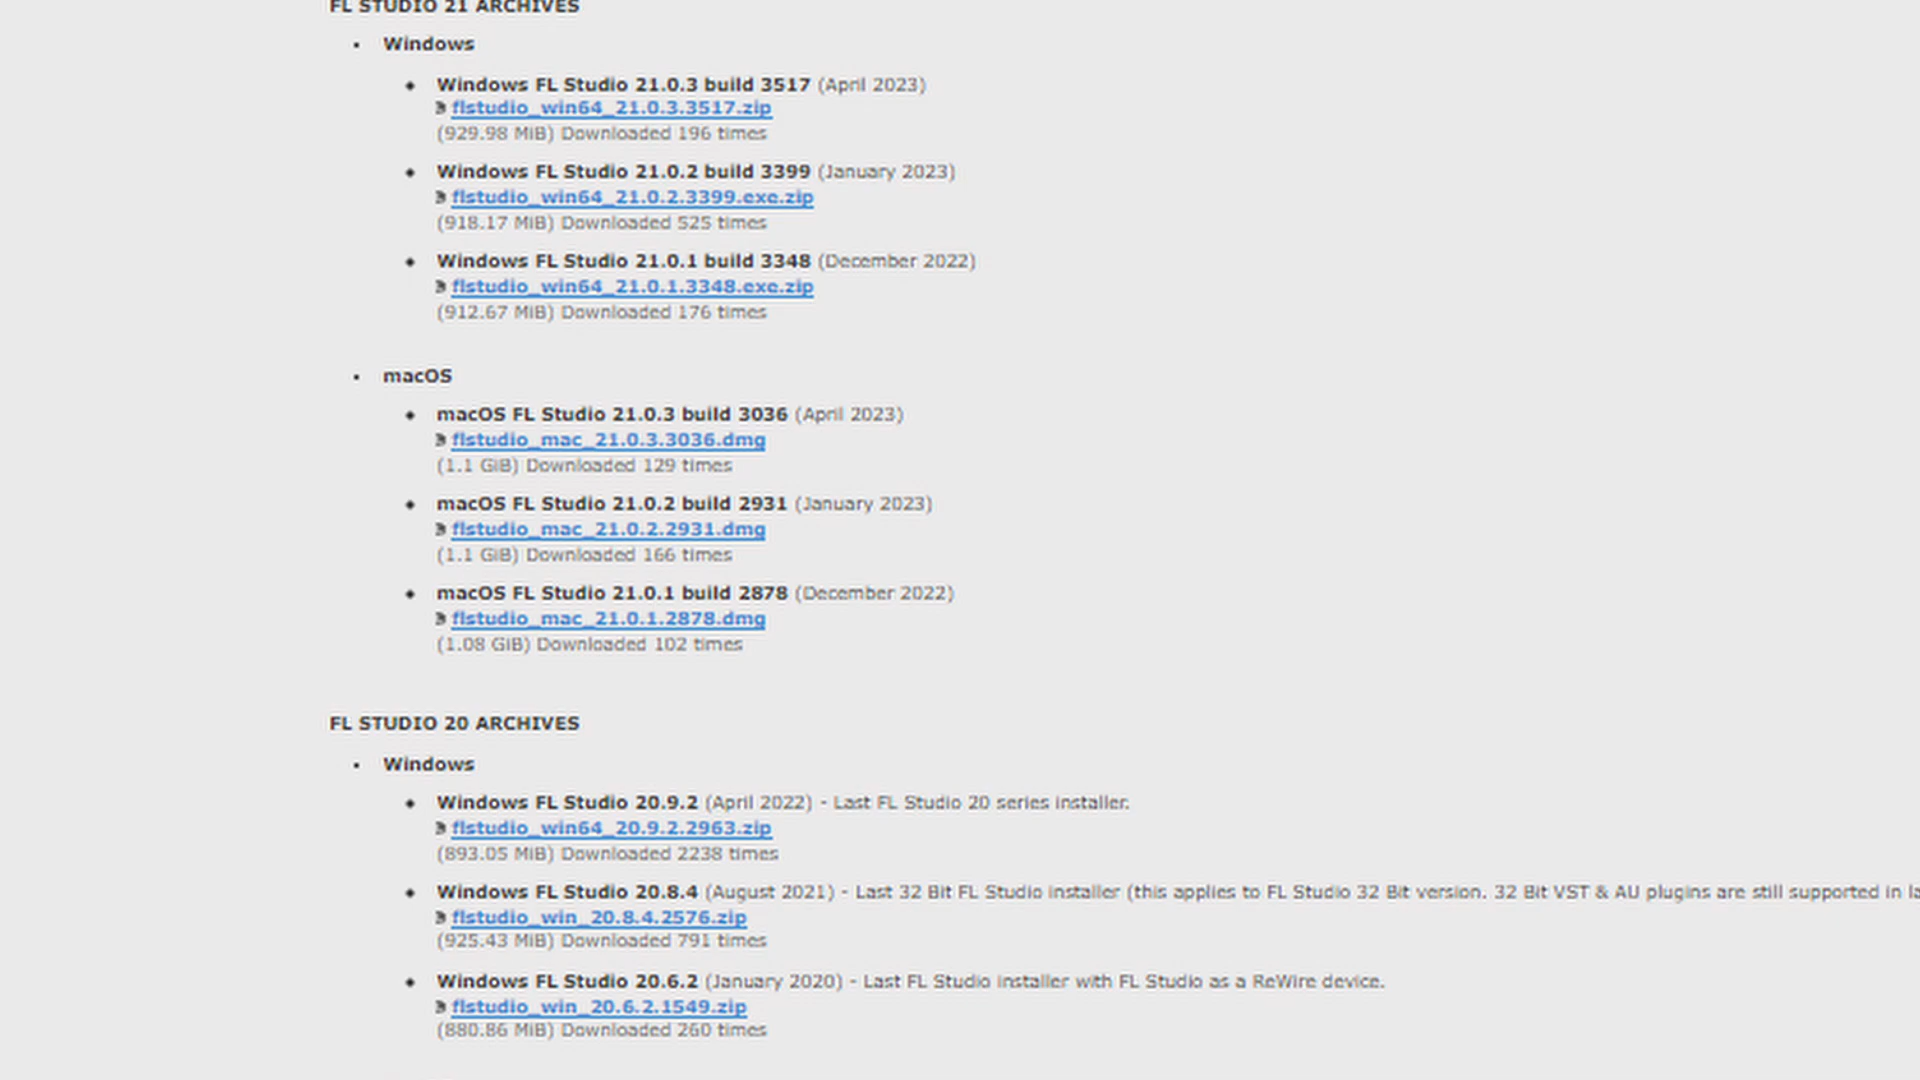 FL STUDIO 21 ARCHIVES
Windows
Windows FL Studio 21.0.3 build 3517 (April 2023)
flstudio_win64_21.0.3.3517.zip
(929.98 MiB) Downloaded 196 times
Windows FL Studio 21.0.2 build 3399 (January 2023)
flstudio_win64_21.0.2.3399.exe.zip
(918.17 MiB) Downloaded 525 times
Windows FL Studio 21.0.1 build 3348 (December 2022)
flstudio_win64_21.0.1.3348.exe.zip
(912.67 MiB) Downloaded 176 times
macOS
macOS FL Studio 21.0.3 build 3036 (April 2023)
flstudio_mac_21.0.3.3036.dmg
(1.1 GiB) Downloaded 129 times
macOS FL Studio 21.0.2 build 2931 (January 2023)
flstudio_mac_21.0.2.2931.dmg
(1.1 GiB) Downloaded 166 times
macOS FL Studio 21.0.1 build 2878 (December 2022)
flstudio_mac_21.0.1.2878.dmg
(1.08 GiB) Downloaded 102 times
FL STUDIO 20 ARCHIVES
Windows
Windows FL Studio 20.9.2 (April 2022) - Last FL Studio 20 series installer.
flstudio_win64_20.9.2.2963.zip
(893.05 MiB) Downloaded 2238 times
Windows FL Studio 20.8.4 (August 2021) - Last 32 Bit FL Studio installer (this applies to FL Studio 32 Bit version. 32 Bit VST & AU plugins are still supported in la
flstudio_win_20.8.4.2576.zip
(925.43 MiB) Downloaded 791 times
Windows FL Studio 20.6.2 (January 2020) - Last FL Studio installer with FL Studio as a ReWire device.
flstudio_win_20.6.2.1549.zip
(880.86 MiB) Downloaded 260 times